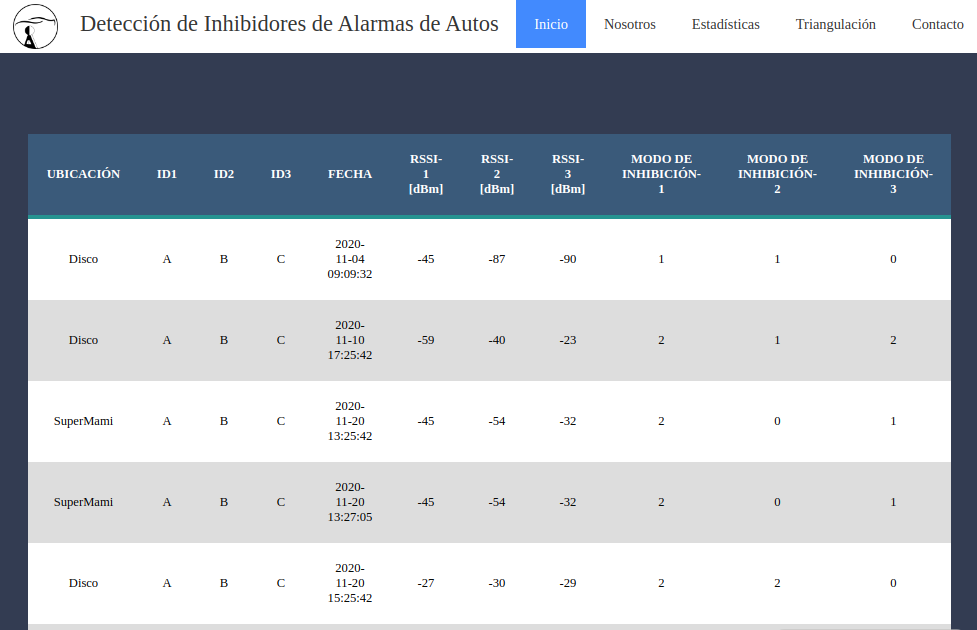 Detección de Inhibidores de Alarmas de Autos Inicio Nosotros Estadísticas Triangulación Contacto
UBICACIÓN ID1 ID2 ID3 FECHA RSSI-1 [dBm] RSSI-2 [dBm] RSSI-3 [dBm] MODO DE INHIBICIÓN-1 MODO DE INHIBICIÓN-2 MODO DE INHIBICIÓN-3
Disco A B C 2020-11-04 09:09:32 -45 -87 -90 1 1 0
Disco A B C 2020-11-10 17:25:42 -59 -40 -23 2 1 2
SuperMami A B C 2020-11-20 13:25:42 -45 -54 -32 2 0 1
SuperMami A B C 2020-11-20 13:27:05 -45 -54 -32 2 0 1
Disco A B C 2020-11-20 15:25:42 -27 -30 -29 2 2 0